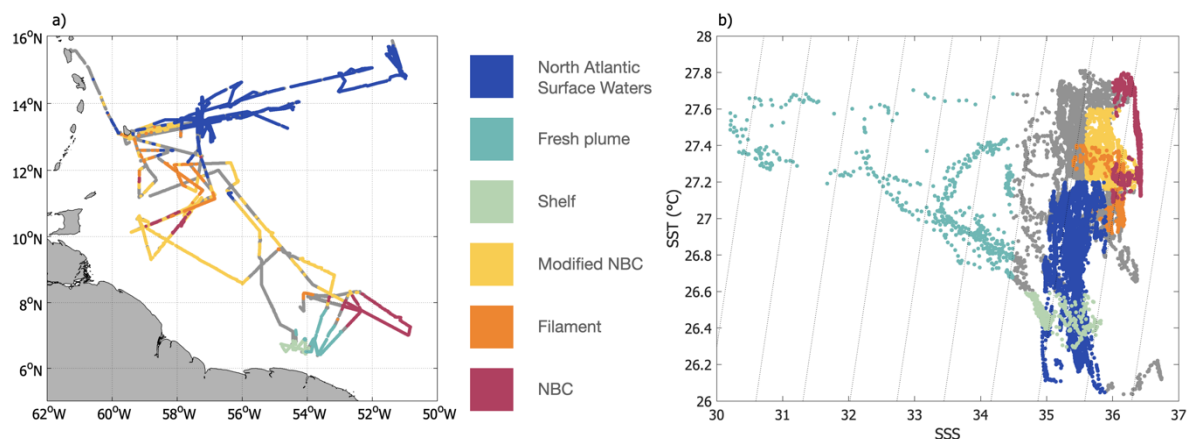 a)
16°N
14°N
12°N
10°N
8°N
6°N
62°W
60°W
58°W
56°W
54°W
52°W
50°W
North Atlantic
Surface Waters
Fresh plume
Shelf
Modified NBC
Filament
NBC
b)
SST (°C)
28
27.8
27.6
27.4
27.2
27
26.8
26.6
26.4
26.2
26
30
31
32
33
34
35
36
37
SSS